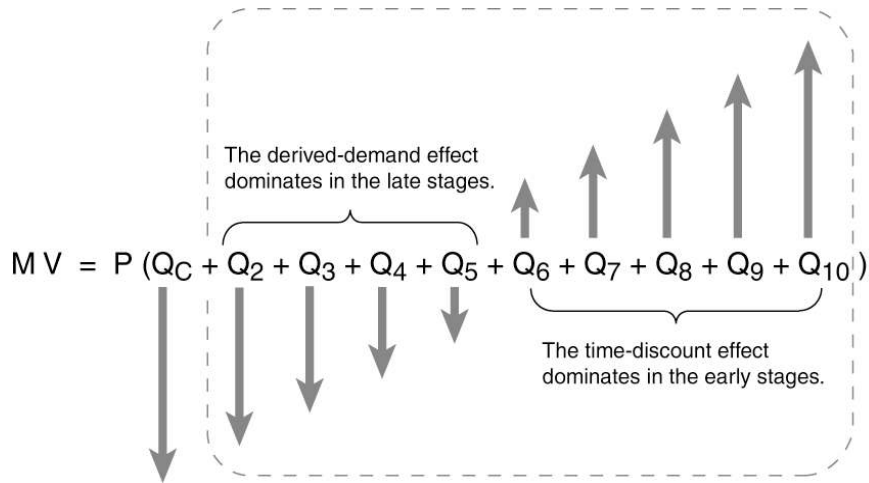 The derived-demand effect
dominates in the late stages.
M V = P (Q_C + Q_2 + Q_3 + Q_4 + Q_5 + Q_6 + Q_7 + Q_8 + Q_9 + Q_10)
The time-discount effect
dominates in the early stages.